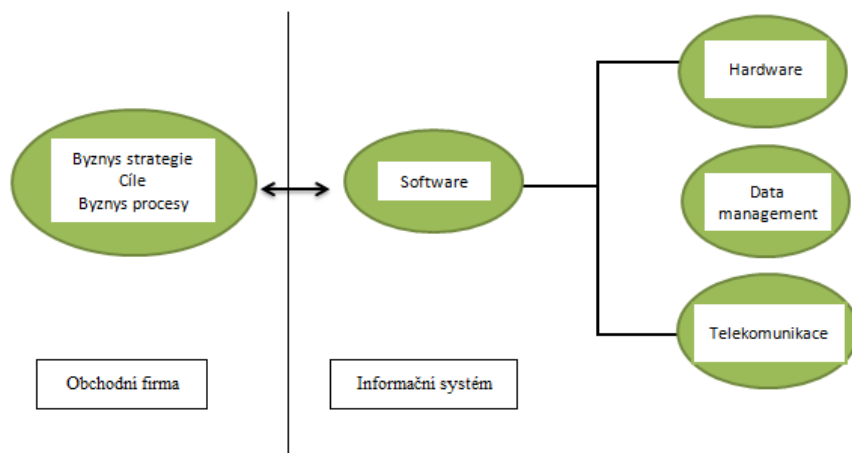 Byznys strategie
Cíle
Byznys procesy
Software
Hardware
Data
management
Telekomunikace
Obchodní firma
Informační systém